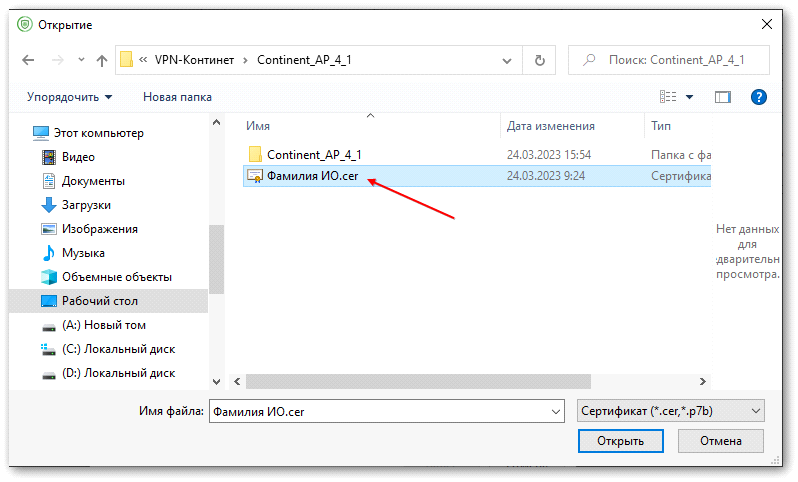 Открытие
« VPN-Континет › Continent_AP_4_1
Поиск: Continent_AP_4_1
Упорядочить
Новая папка
?
Имя
Дата изменения
Тип
Этот компьютер
Видео
Документы
Загрузки
Изображения
Музыка
Объемные объекты
Рабочий стол
(A:) Новый том
(C:) Локальный диск
(D:) Локальный диск
Continent_AP_4_1
24.03.2023 15:54
Папка с фа
Фамилия ИО.cer
24.03.2023 9:24
Сертифика
Нет данных
для
дварительн
просмотра.
Имя файла:
Фамилия ИО.cer
Сертификат (*.cer,*.p7b)
Открыть
Отмена